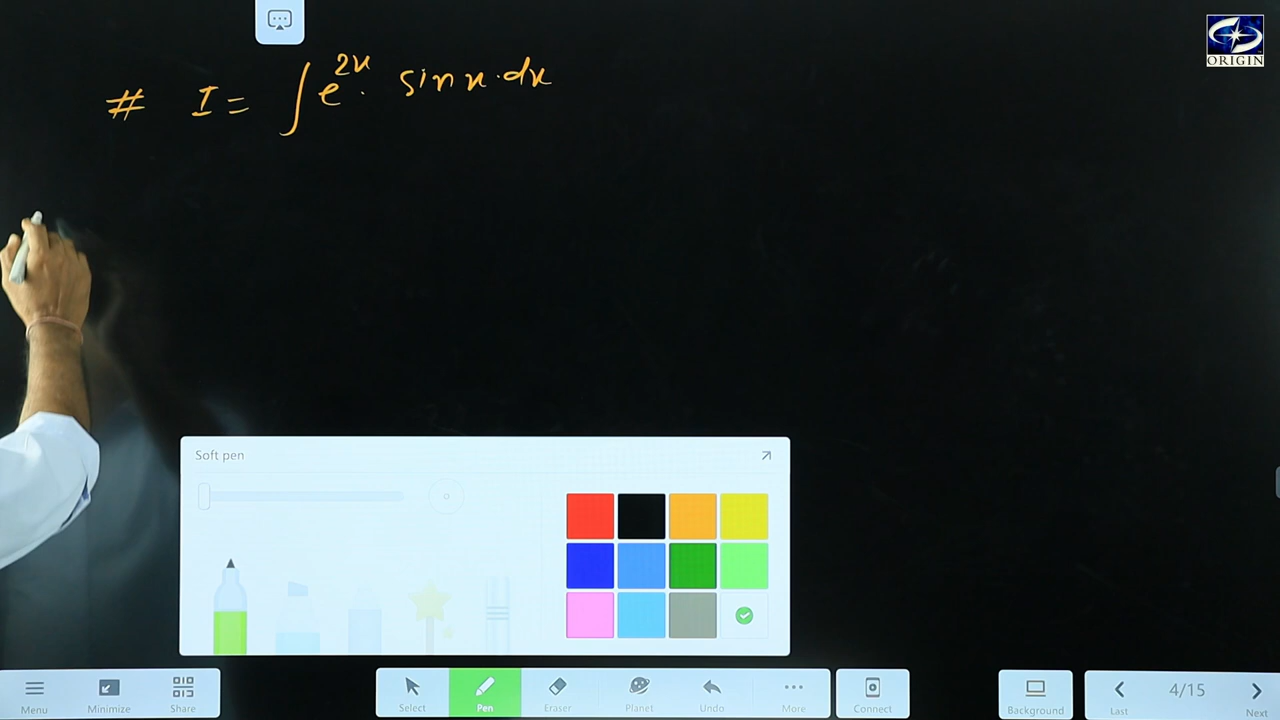 ORIGIN
# I = ∫ e^{2x}. sin x. dx
Soft pen
Menu Minimize Share Select Pen Eraser Planet Undo More Connect Background Last 4/15 Next